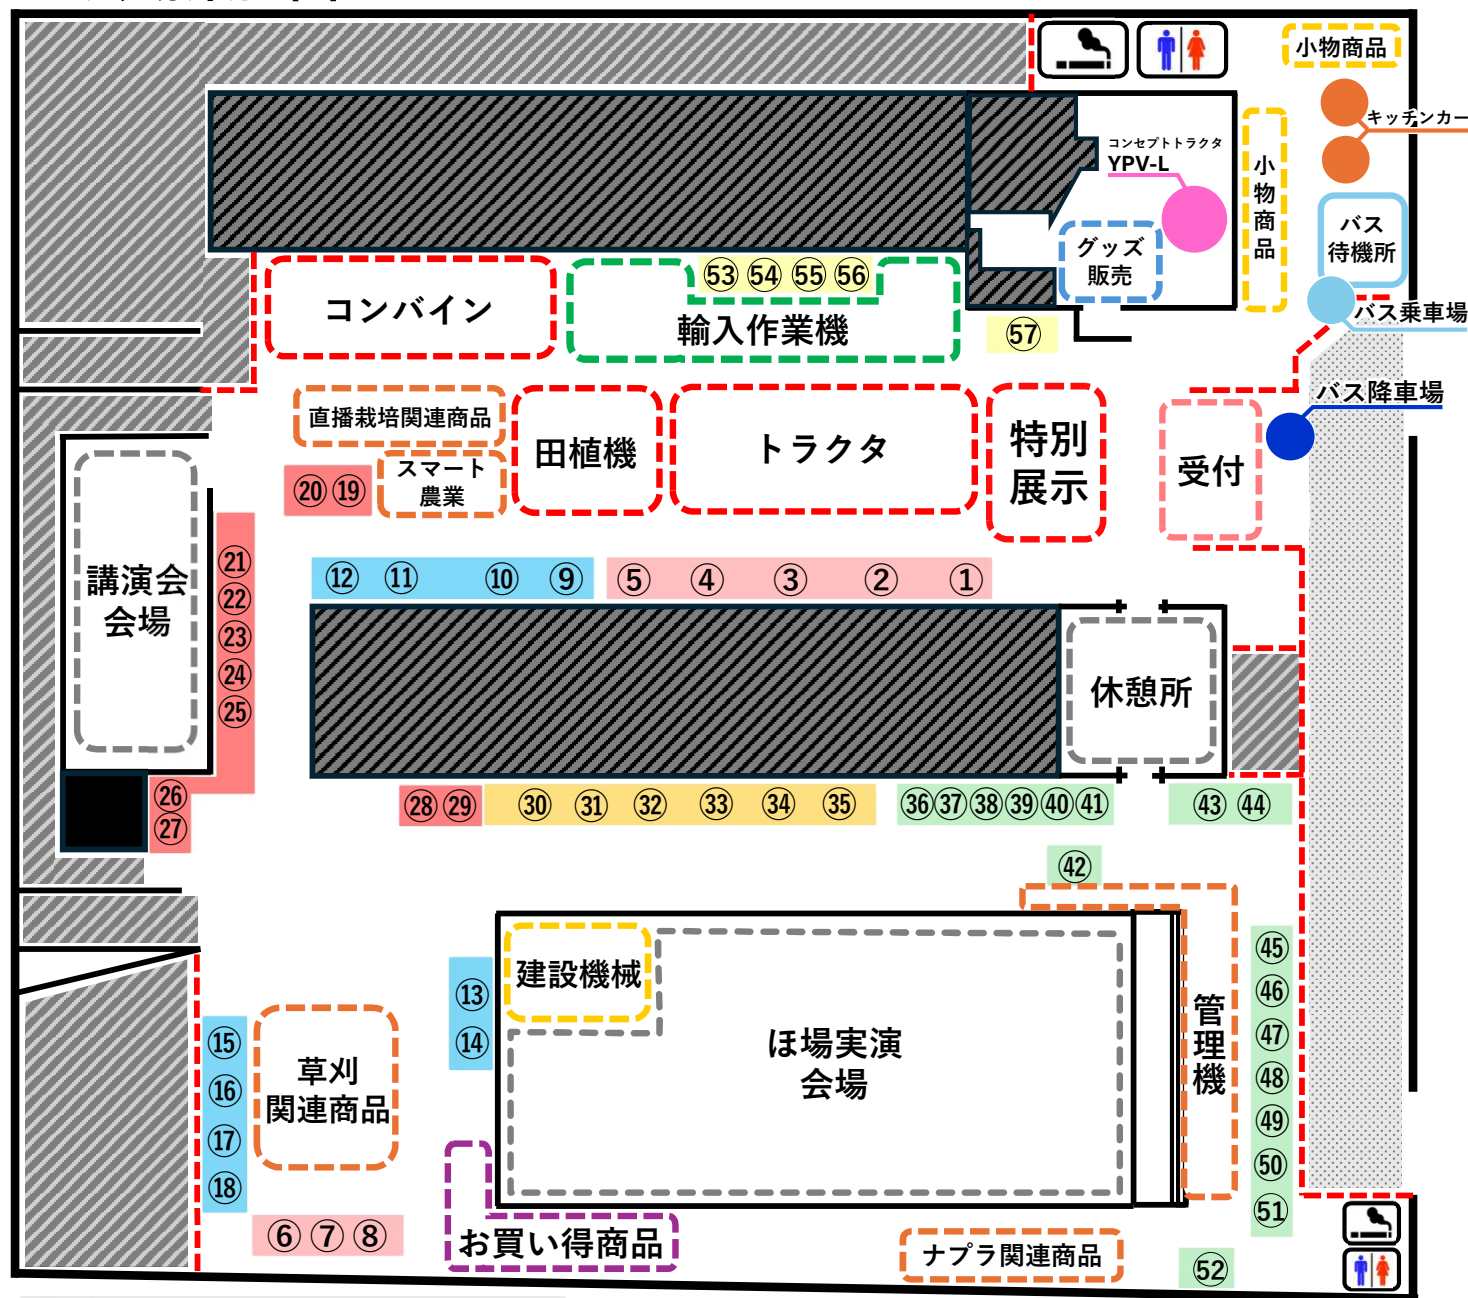 小物商品
キッチンカー
コンセプトトラクタ
YPV-L
小物商品
バス
待機所
グッズ
販売
バス乗車場
コンバイン
㊼ ㊽ ㊾ ㊿
輸入作業機
57
直播栽培関連商品
スマート
農業
田植機
トラクタ
特別
展示
受付
バス降車場
⑳ ⑲
講演会
会場
㉑
㉒
㉓
㉔
㉕
㉖
㉗
⑫ ⑪ ⑩ ⑨ ⑤ ④ ③ ② ①
休憩所
㉘ ㉙ ㉚ ㉛ ㉜ ㉝ ㉞ ㉟ ㊱ ㊲ ㊳ ㊴ ㊵ ㊶ ㊸ ㊹
㊷
建設機械
⑬
⑭
ほ場実演
会場
管理機
㊺
㊻
㊼
㊽
㊾
㊿
51
⑮
⑯
⑰
⑱
草刈
関連商品
⑥ ⑦ ⑧
お買い得商品
ナプラ関連商品
52